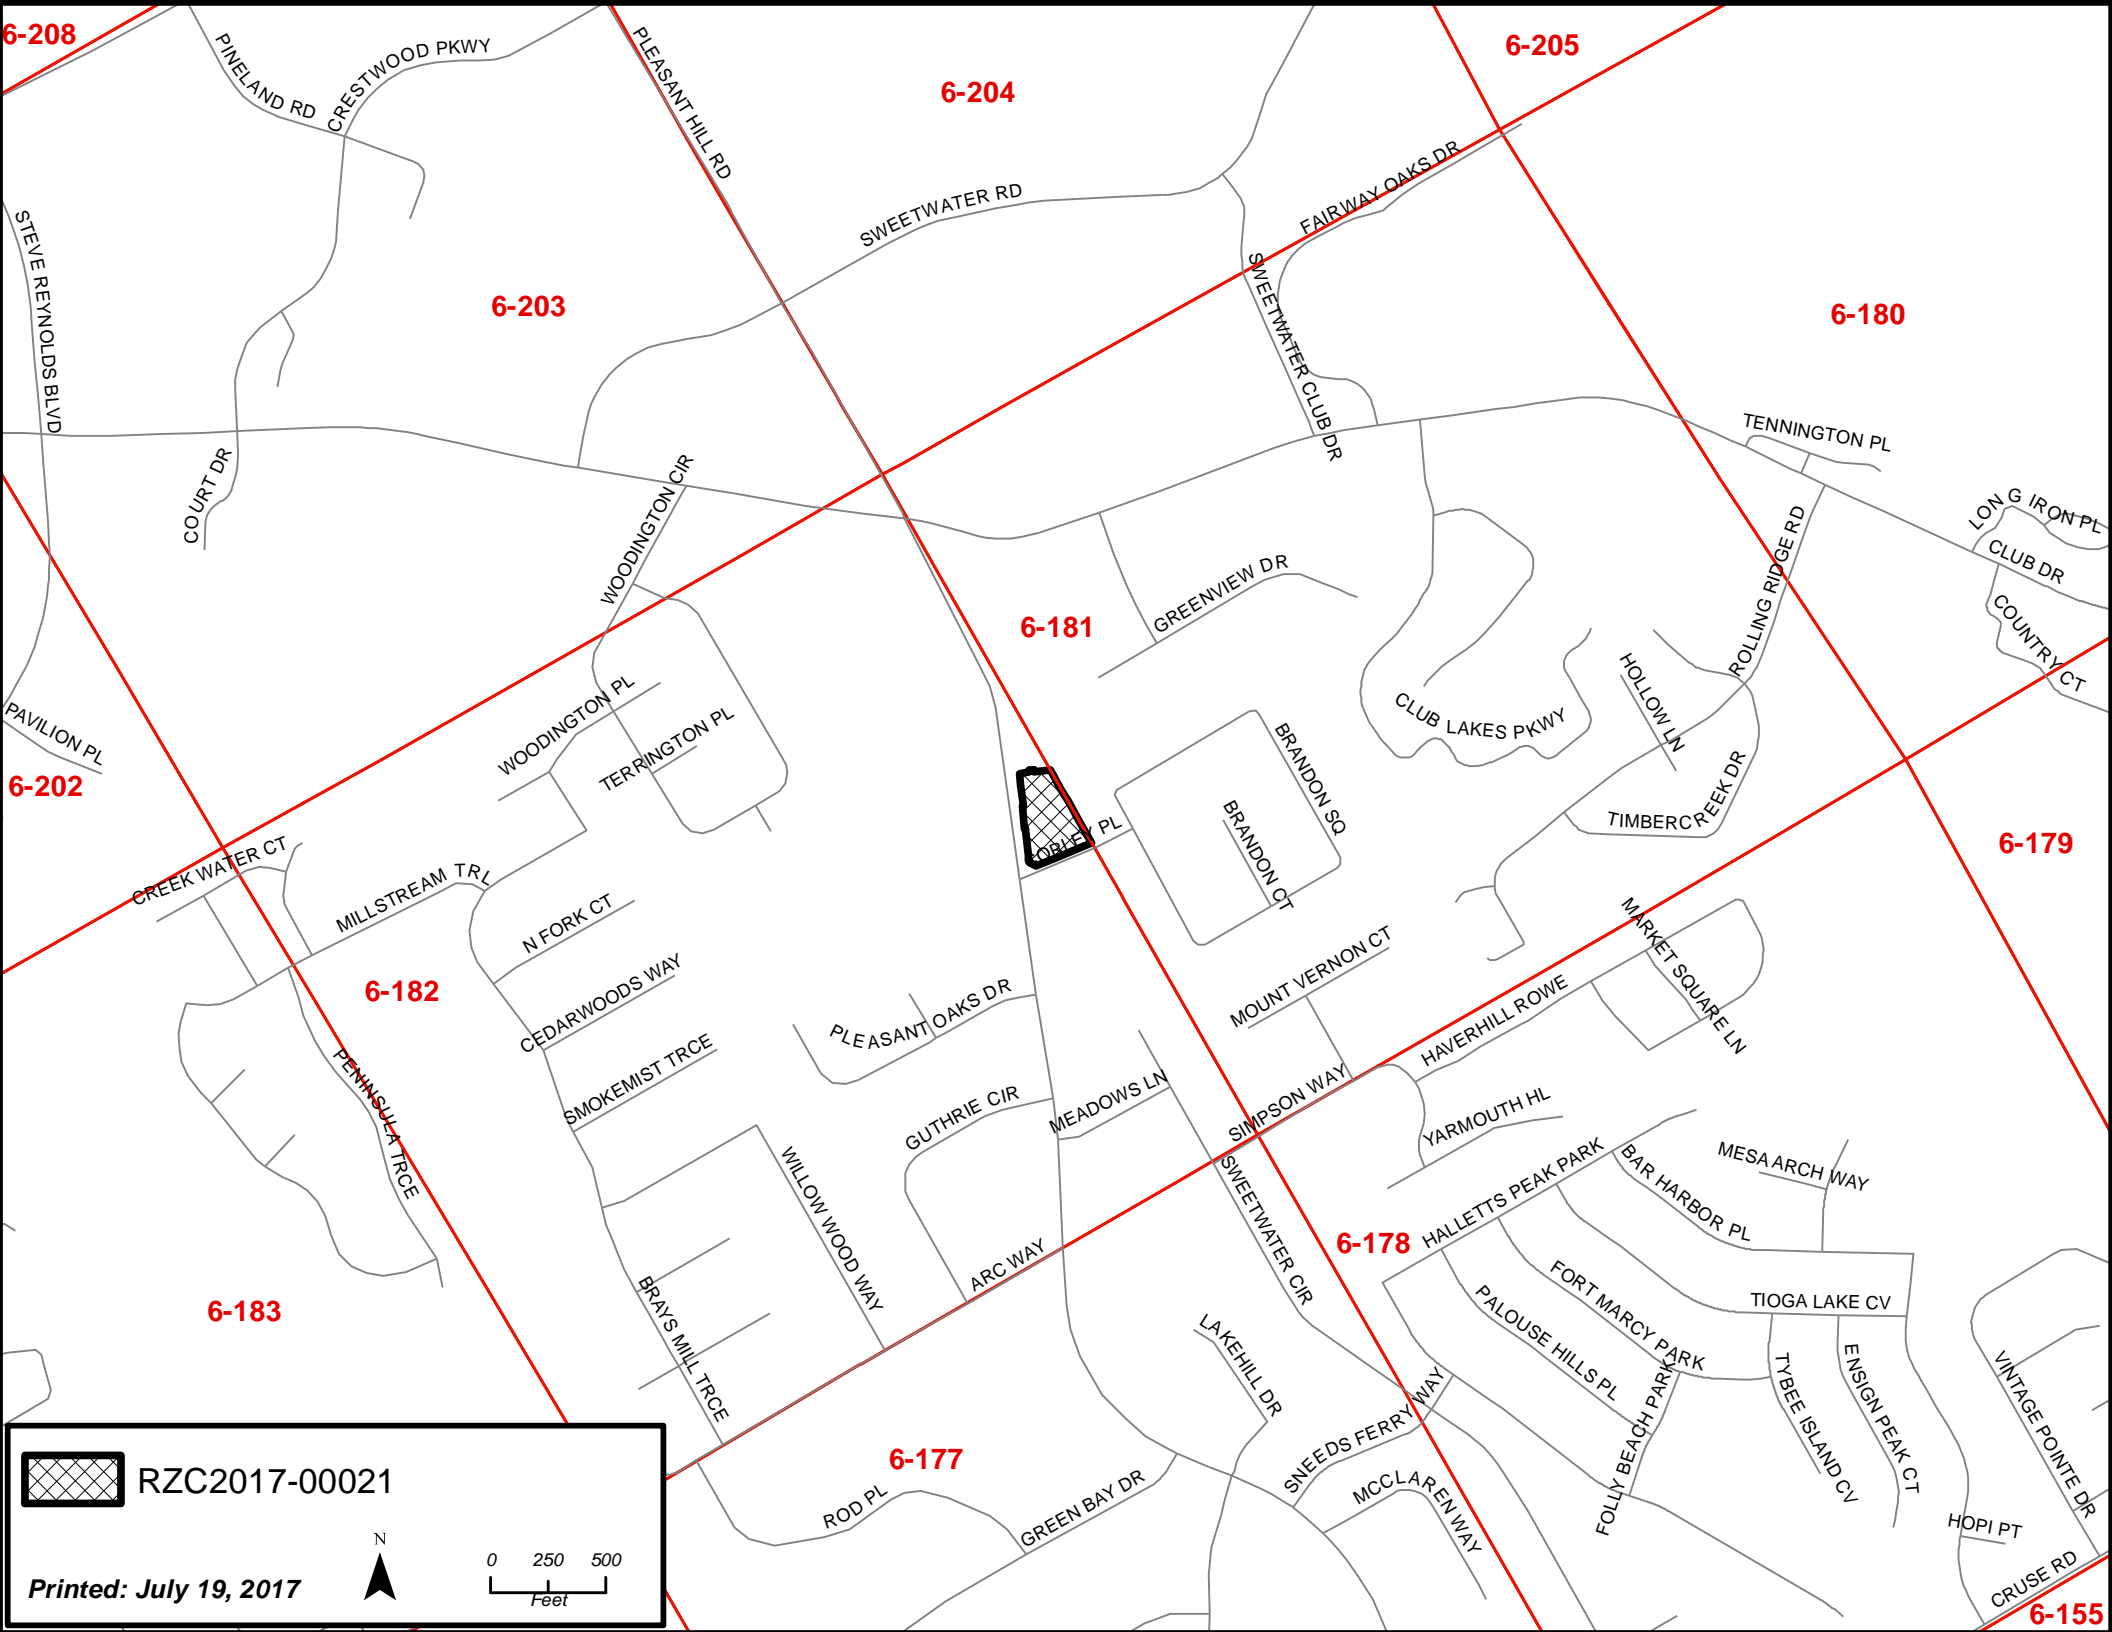 6-208
PINELAND RD
CRESTWOOD PKWY
PLEASANT HILL RD
6-204
6-205
STEVE REYNOLDS BLVD
6-203
SWEETWATER RD
FAIRWAY OAKS DR
SWEETWATER CLUB DR
6-180
COURT DR
WOODINGTON CIR
TENNINGTON PL
LONG IRON PL
CLUB DR
ROLLING RIDGE RD
COUNTRY CT
GREENVIEW DR
6-181
PAVILION PL
6-202
WOODINGTON PL
TERRINGTON PL
CLUB LAKES PKWY
HOLLOW LN
BRANDON SQ
BRANDON CT
TIMBERCREEK DR
6-179
CREEK WATER CT
MILLSTREAM TRL
N FORK CT
6-182
CEDARWOODS WAY
PLEASANT OAKS DR
MOUNT VERNON CT
HAVERHILL ROWE
MARKET SQUARE LN
PENINSULA TRCE
SMOKEMIST TRCE
GUTHRIE CIR
MEADOWS LN
SIMPSON WAY
YARMOUTH HL
WILLOW WOOD WAY
ARC WAY
SWEETWATER CIR
6-178
HALLETTS PEAK PARK
BAR HARBOR PL
MESA ARCH WAY
6-183
BRAYS MILL TRCE
LAKEHILL DR
PALOUSE HILLS PL
FORT MARCY PARK
TIOGA LAKE CV
TYBEE ISLAND CV
ENSIGN PEAK CT
VINTAGE POINTE DR
6-177
SNEEDS FERRY WAY
MCCLAREN WAY
FOLLY BEACH PARK
ROD PL
GREEN BAY DR
HOPI PT
CRUSE RD
6-155
RZC2017-00021
N
0 250 500
Feet
Printed: July 19, 2017